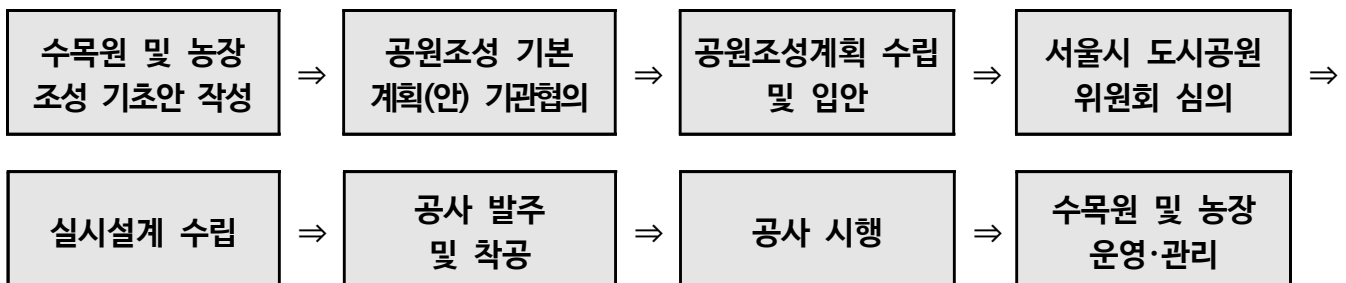 수목원 및 농장
조성 기초안 작성
⇒
공원조성 기본
계획(안) 기관협의
⇒
공원조성계획 수립
및 입안
⇒
서울시 도시공원
위원회 심의
⇒
실시설계 수립
⇒
공사 발주
및 착공
⇒
공사 시행
⇒
수목원 및 농장
운영·관리